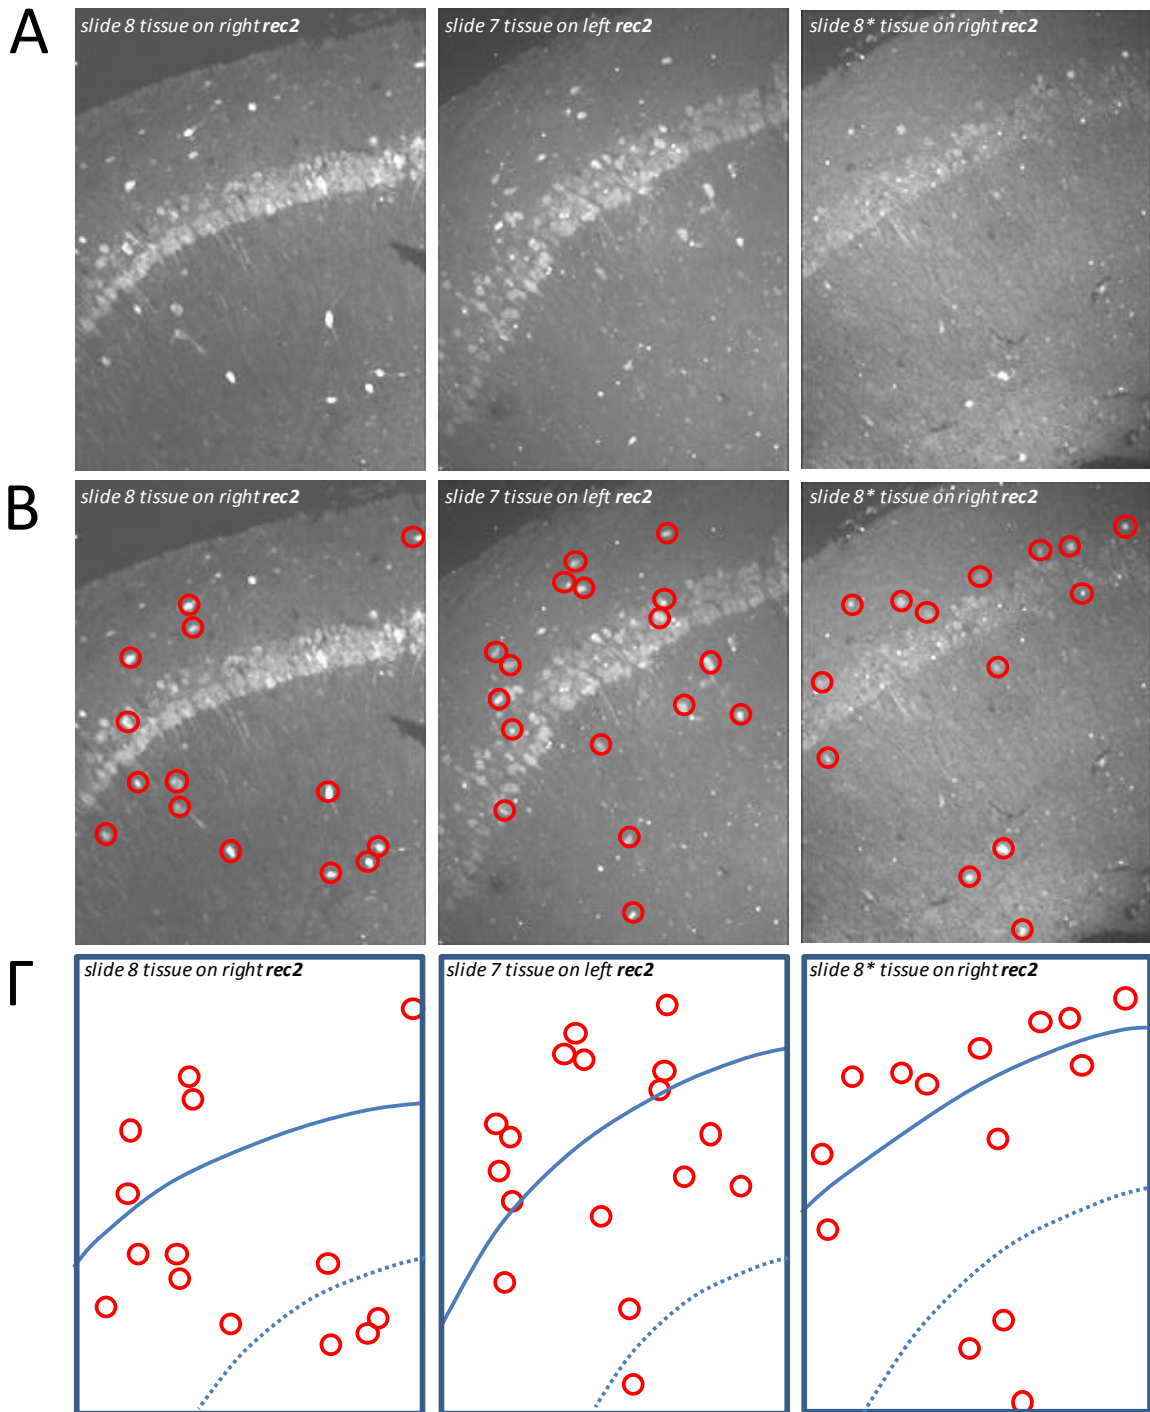 A
slide 8 tissue on right rec2
slide 7 tissue on left rec2
slide 8* tissue on right rec2
B
slide 8 tissue on right rec2
slide 7 tissue on left rec2
slide 8* tissue on right rec2
Γ
slide 8 tissue on right rec2
slide 7 tissue on left rec2
slide 8* tissue on right rec2